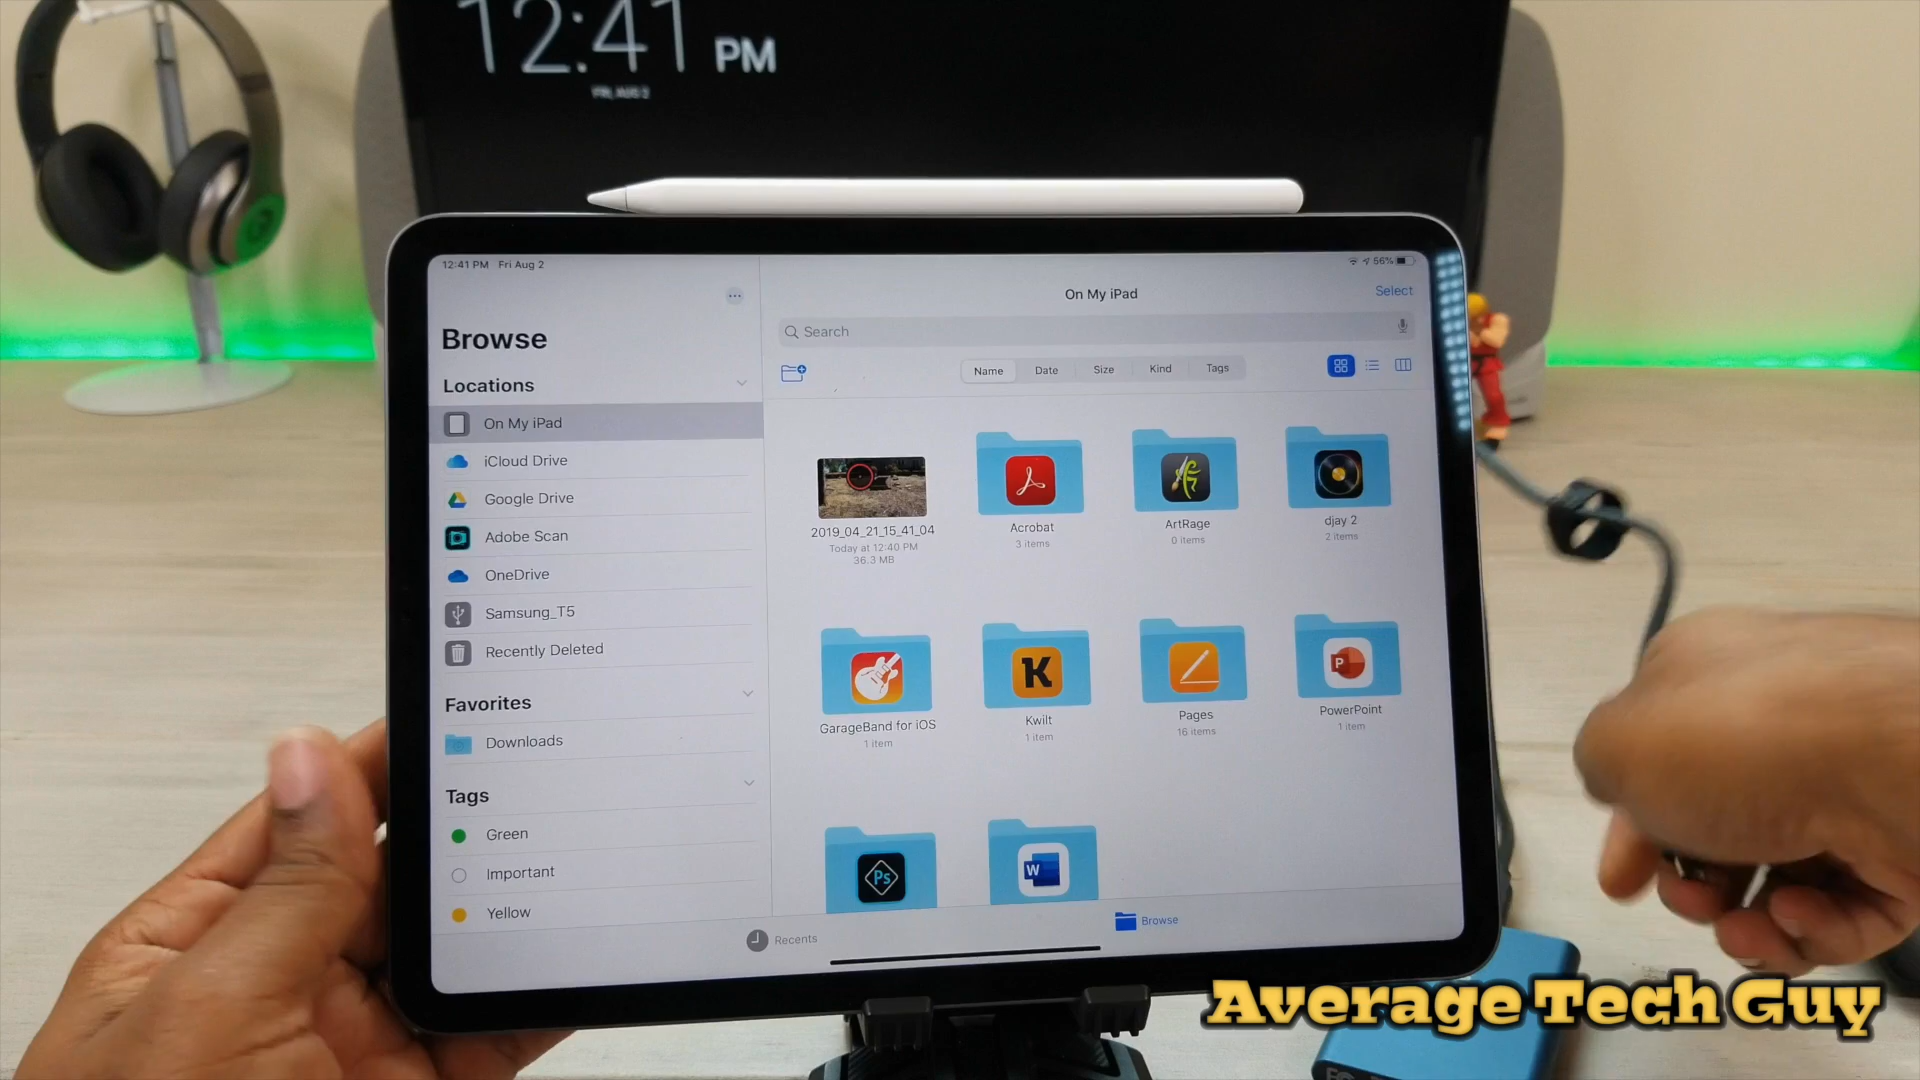 12:41 PM
FRI, AUG 2
12:41 PM Fri Aug 2
56%
Browse
Locations
On My iPad
iCloud Drive
Google Drive
Adobe Scan
OneDrive
Samsung_T5
Recently Deleted
Favorites
Downloads
Tags
Green
Important
Yellow
On My iPad
Select
Search
Name
Date
Size
Kind
Tags
2019_04_21_15_41_04
Today at 12:40 PM
36.3 MB
Acrobat
3 items
ArtRage
0 items
djay 2
2 items
GarageBand for iOS
1 item
K
Kwilt
1 item
Pages
16 items
P
PowerPoint
1 item
Ps
W
Recents
Browse
Average Tech Guy